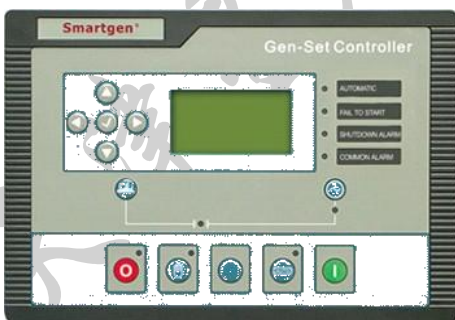 Smartgen®
Gen-Set Controller
AUTOMATIC
FAIL TO START
SHUTDOWN ALARM
COMMON ALARM